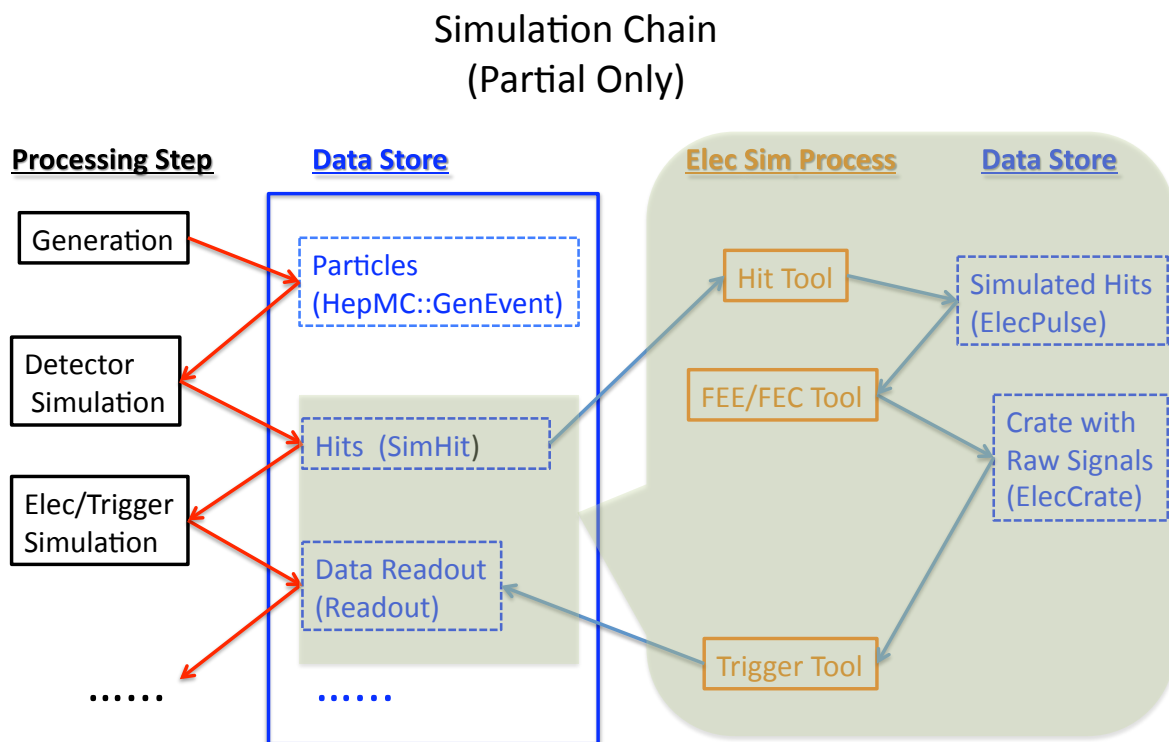 Simulation Chain
(Partial Only)
Processing Step
Data Store
Elec Sim Process
Data Store
Generation
Particles
(HepMC::GenEvent)
Hit Tool
Simulated Hits
(ElecPulse)
Detector
Simulation
FEE/FEC Tool
Hits (SimHit)
Crate with
Raw Signals
(ElecCrate)
Elec/Trigger
Simulation
Data Readout
(Readout)
Trigger Tool
......
......